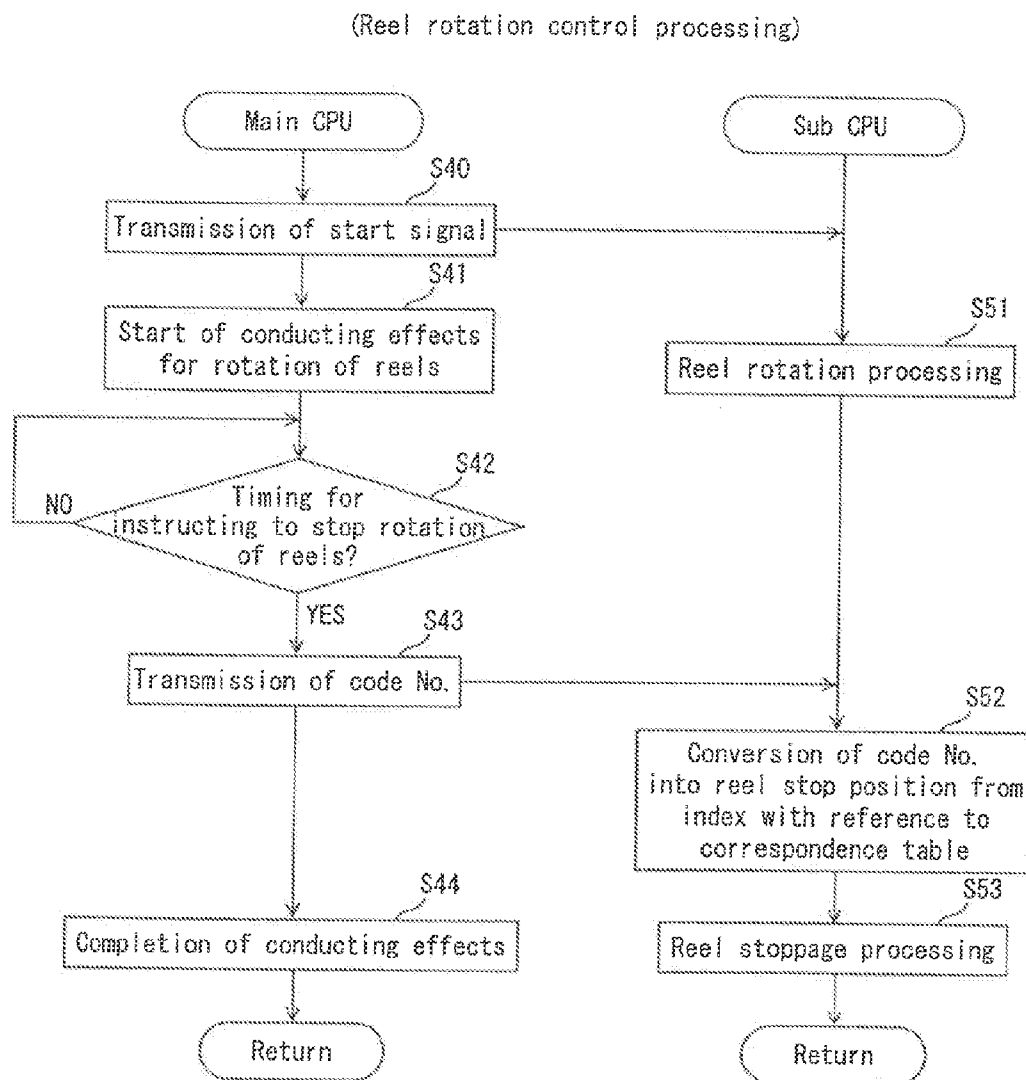 (Reel rotation control processing)
Main CPU
Sub CPU
S40
Transmission of start signal
S41
Start of conducting effects
for rotation of reels
S51
Reel rotation processing
S42
Timing for
instructing to stop rotation
of reels?
NO
YES
S43
Transmission of code No.
S52
Conversion of code No.
into reel stop position from
index with reference to
correspondence table
S44
Completion of conducting effects
S53
Reel stoppage processing
Return
Return